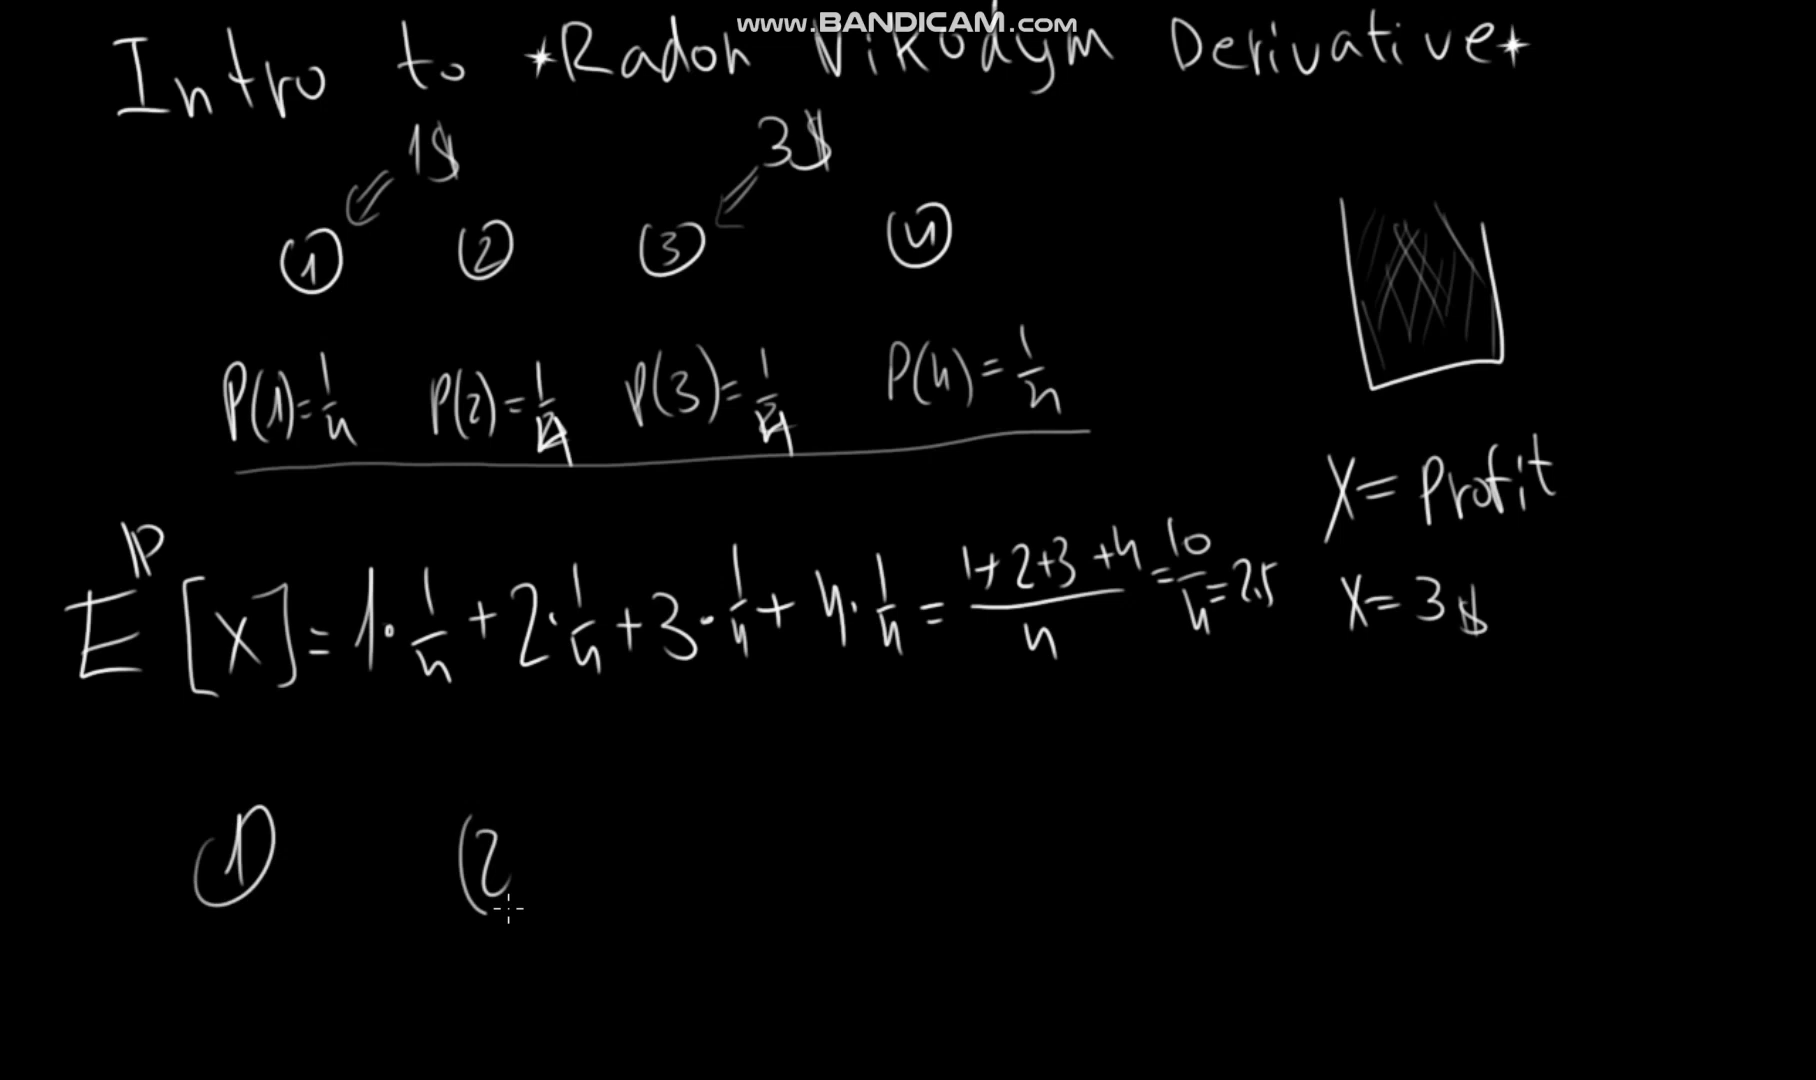 www.BANDICAM.com
Intro to *Radon Nikodym Derivative*
1$ 3$
1 2 3 4
P(1)=1/4 P(2)=1/4 P(3)=1/4 P(4)=1/4
X= Profit
E^P[X]=1·1/4+2·1/4+3·1/4+4·1/4=(1+2+3+4)/4=10/4=2.5
X=3$
1 2